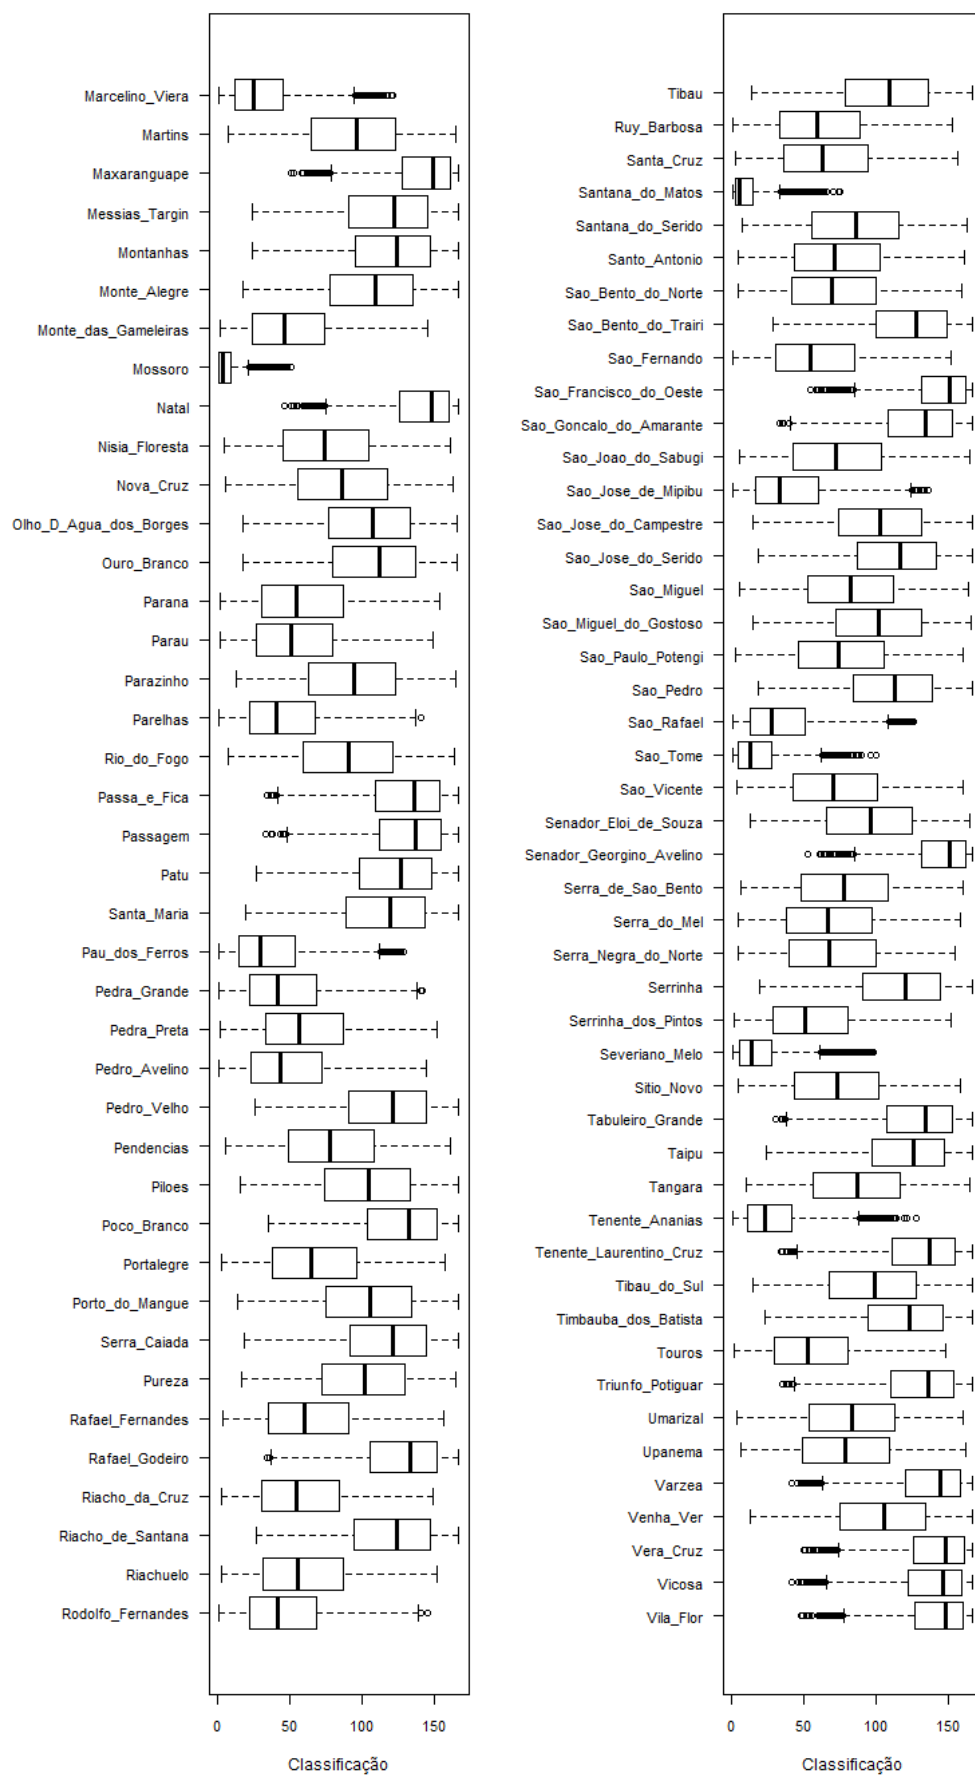 Marcelino_Viera
Martins
Maxaranguape
Messias_Targin
Montanhas
Monte_Alegre
Monte_das_Gameleiras
Mossoro
Natal
Nisia_Floresta
Nova_Cruz
Olho_D_Agua_dos_Borges
Ouro_Branco
Parana
Parau
Parazinho
Parelhas
Rio_do_Fogo
Passa_e_Fica
Passagem
Patu
Santa_Maria
Pau_dos_Ferros
Pedra_Grande
Pedra_Preta
Pedro_Avelino
Pedro_Velho
Pendencias
Piloes
Poco_Branco
Portalegre
Porto_do_Mangue
Serra_Caiada
Pureza
Rafael_Fernandes
Rafael_Godeiro
Riacho_da_Cruz
Riacho_de_Santana
Riachuelo
Rodolfo_Fernandes
0 50 100 150
Classificação
Tibau
Ruy_Barbosa
Santa_Cruz
Santana_do_Matos
Santana_do_Serido
Santo_Antonio
Sao_Bento_do_Norte
Sao_Bento_do_Trairi
Sao_Fernando
Sao_Francisco_do_Oeste
Sao_Goncalo_do_Amarante
Sao_Joao_do_Sabugi
Sao_Jose_de_Mipibu
Sao_Jose_do_Campestre
Sao_Jose_do_Serido
Sao_Miguel
Sao_Miguel_do_Gostoso
Sao_Paulo_Potengi
Sao_Pedro
Sao_Rafael
Sao_Tome
Sao_Vicente
Senador_Eloi_de_Souza
Senador_Georgino_Avelino
Serra_de_Sao_Bento
Serra_do_Mel
Serra_Negra_do_Norte
Serrinha
Serrinha_dos_Pintos
Severiano_Melo
Sitio_Novo
Tabuleiro_Grande
Taipu
Tangara
Tenente_Ananias
Tenente_Laurentino_Cruz
Tibau_do_Sul
Timbauba_dos_Batista
Touros
Triunfo_Potiguar
Umarizal
Upanema
Varzea
Venha_Ver
Vera_Cruz
Vicosa
Vila_Flor
0 50 100 150
Classificação